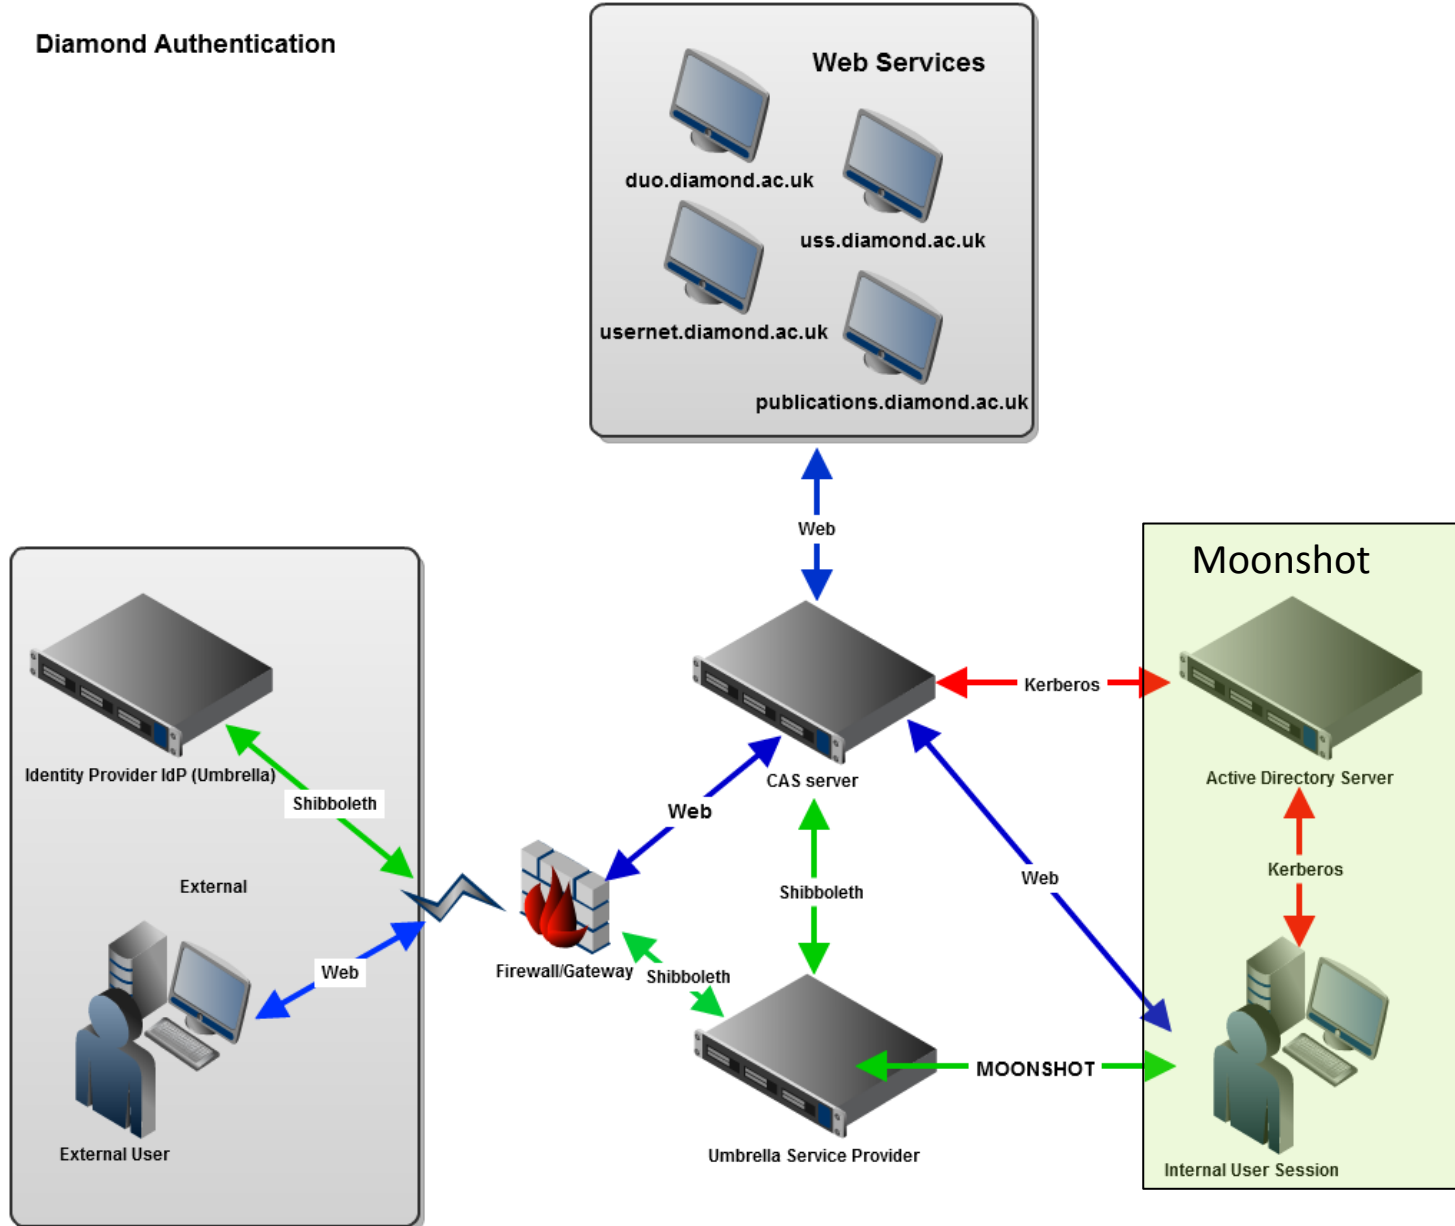 Diamond Authentication
Web Services
duo.diamond.ac.uk
uss.diamond.ac.uk
usernet.diamond.ac.uk
publications.diamond.ac.uk
Web
Moonshot
Kerberos
Identity Provider IdP (Umbrella)
CAS server
Active Directory Server
Shibboleth
Web
Kerberos
Web
External
Shibboleth
Web
Firewall/Gateway
Shibboleth
MOONSHOT
External User
Umbrella Service Provider
Internal User Session